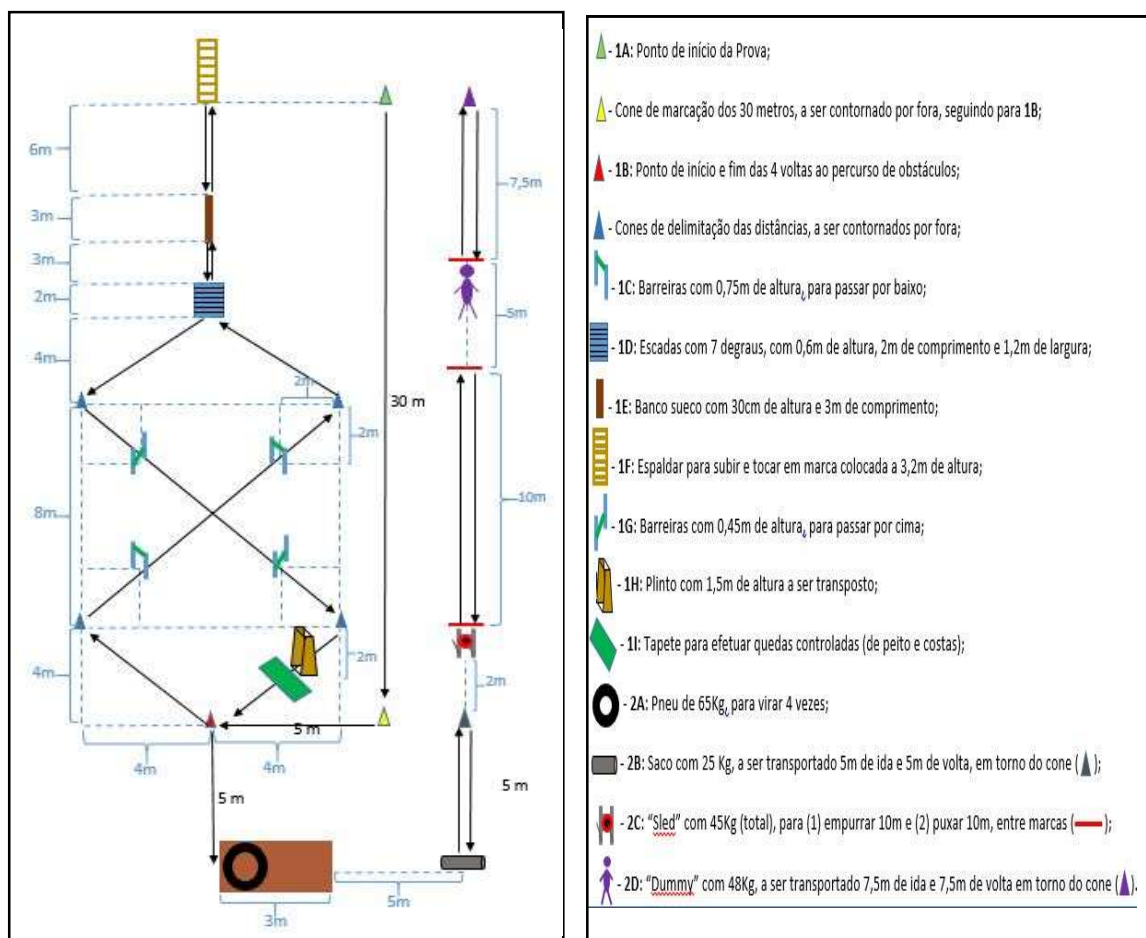 6m
3m
3m
2m
4m
8m
4m
2m
2m
30 m
2m
5 m
4m
4m
5 m
3m
5m
7,5m
5m
10m
2m
5 m
- 1A: Ponto de início da Prova;
- Cone de marcação dos 30 metros, a ser contornado por fora, seguindo para 1B;
- 1B: Ponto de início e fim das 4 voltas ao percurso de obstáculos;
- Cones de delimitação das distâncias, a ser contornados por fora;
- 1C: Barreiras com 0,75m de altura, para passar por baixo;
- 1D: Escadas com 7 degraus, com 0,6m de altura, 2m de comprimento e 1,2m de largura;
- 1E: Banco sueco com 30cm de altura e 3m de comprimento;
- 1F: Espaldar para subir e tocar em marca colocada a 3,2m de altura;
- 1G: Barreiras com 0,45m de altura, para passar por cima;
- 1H: Plinto com 1,5m de altura a ser transposto;
- 1I: Tapete para efetuar quedas controladas (de peito e costas);
- 2A: Pneu de 65Kg, para virar 4 vezes;
- 2B: Saco com 25 Kg, a ser transportado 5m de ida e 5m de volta, em torno do cone ( );
- 2C: “Sled” com 45Kg (total), para (1) empurrar 10m e (2) puxar 10m, entre marcas ( );
- 2D: “Dummy” com 48Kg, a ser transportado 7,5m de ida e 7,5m de volta em torno do cone ( ).